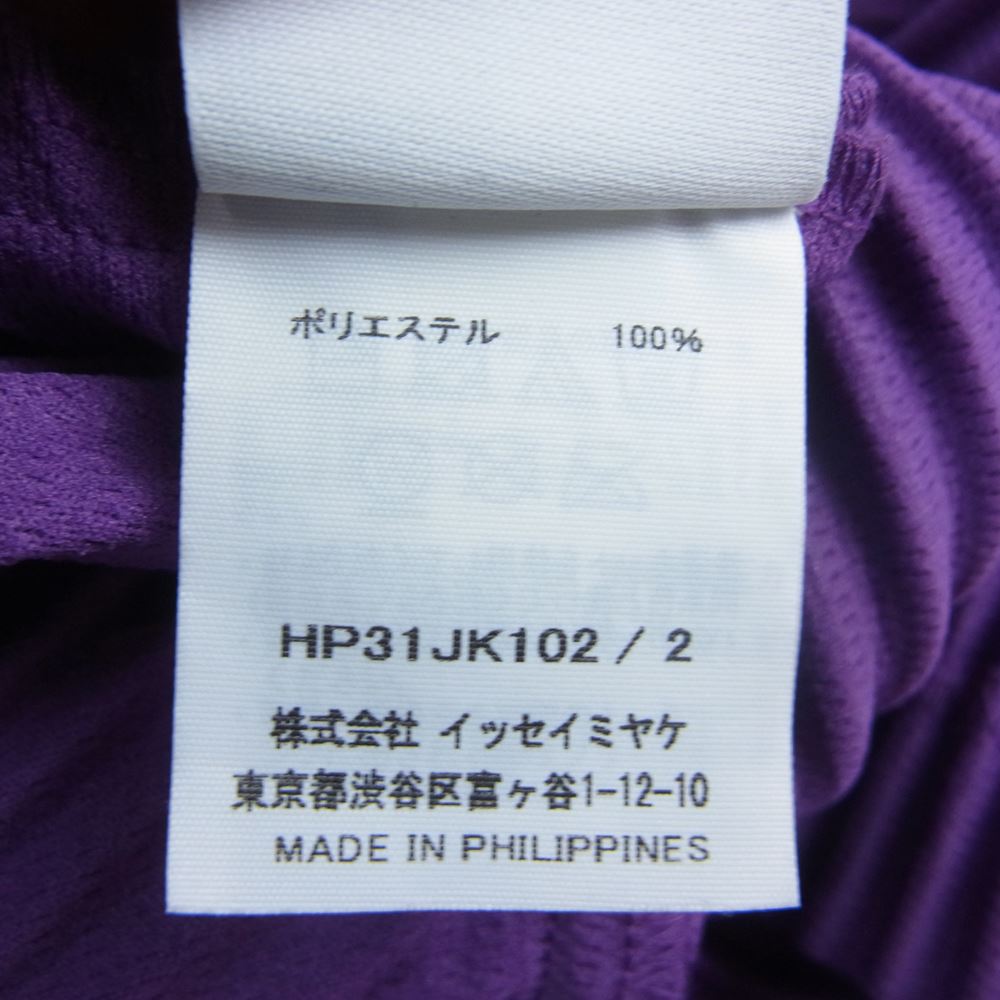 ポリエステル 100%
HP31JK102 / 2
株式会社 イッセイミヤケ
東京都渋谷区富ヶ谷1-12-10
MADE IN PHILIPPINES